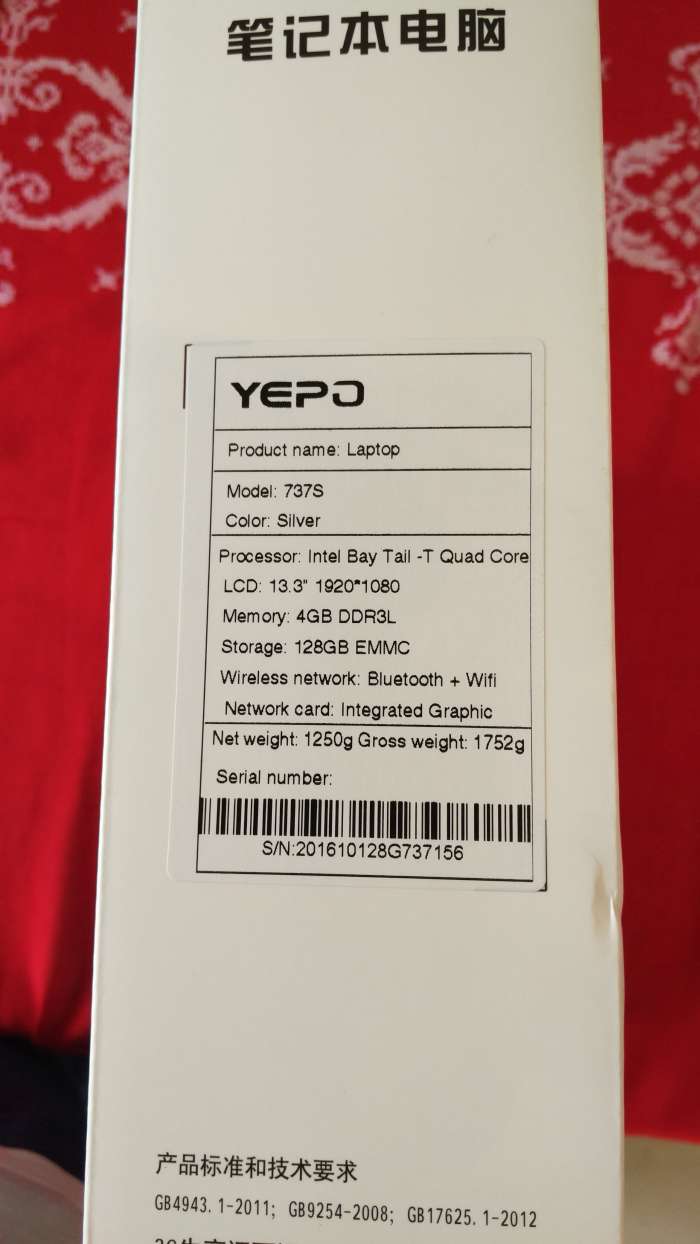 笔记本电脑
YEPO
Product name: Laptop
Model: 737S
Color: Silver
Processor: Intel Bay Tail -T Quad Core
LCD: 13.3" 1920*1080
Memory: 4GB DDR3L
Storage: 128GB EMMC
Wireless network: Bluetooth + Wifi
Network card: Integrated Graphic
Net weight: 1250g Gross weight: 1752g
Serial number:
S/N:201610128G737156
产品标准和技术要求
GB4943.1-2011; GB9254-2008; GB17625.1-2012